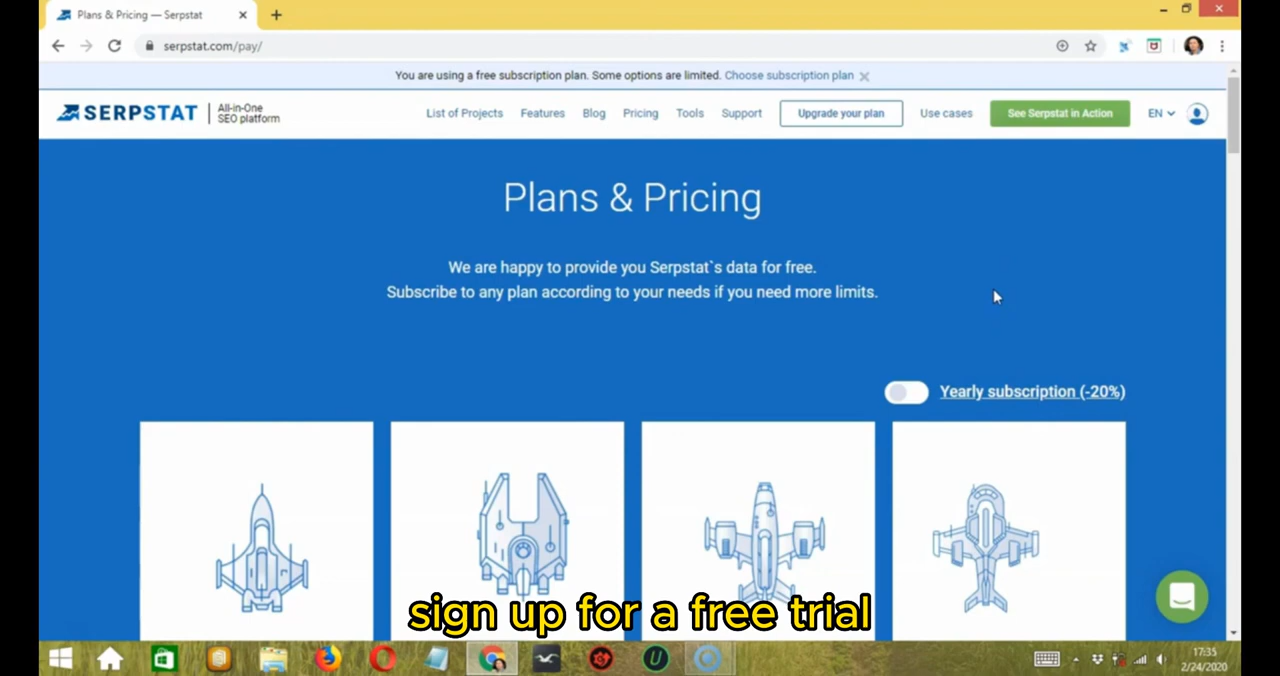 Plans & Pricing — Serpstat
serpstat.com/pay/
You are using a free subscription plan. Some options are limited. Choose subscription plan
SERPSTAT
All-in-One
SEO platform
List of Projects Features Blog Pricing Tools Support Upgrade your plan Use cases See Serpstat in Action EN
Plans & Pricing
We are happy to provide you Serpstat`s data for free.
Subscribe to any plan according to your needs if you need more limits.
Yearly subscription (-20%)
sign up for a free trial
17:35
2/24/2020